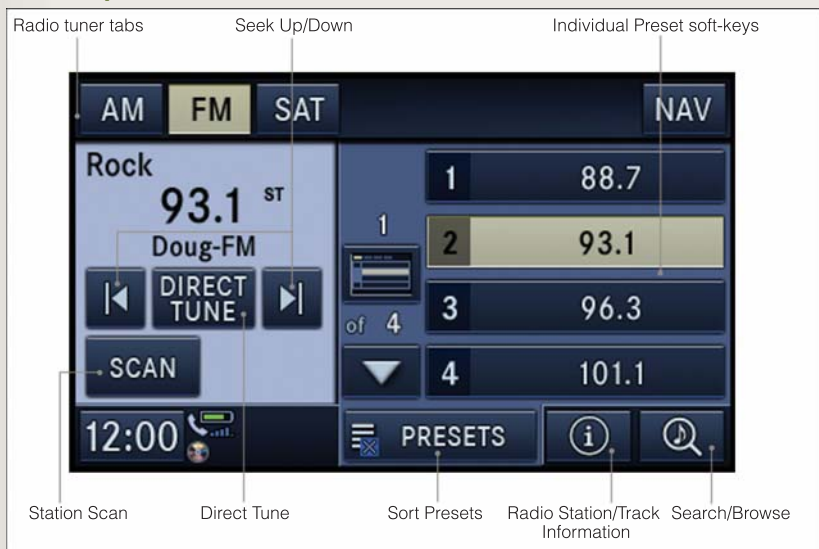 Radio tuner tabs
Seek Up/Down
Individual Preset soft-keys
AM
FM
SAT
NAV
Rock
93.1 ST
Doug-FM
DIRECT
TUNE
SCAN
12:00
1
of 4
1 88.7
2 93.1
3 96.3
4 101.1
PRESETS
i
Station Scan
Direct Tune
Sort Presets
Radio Station/Track
Information
Search/Browse